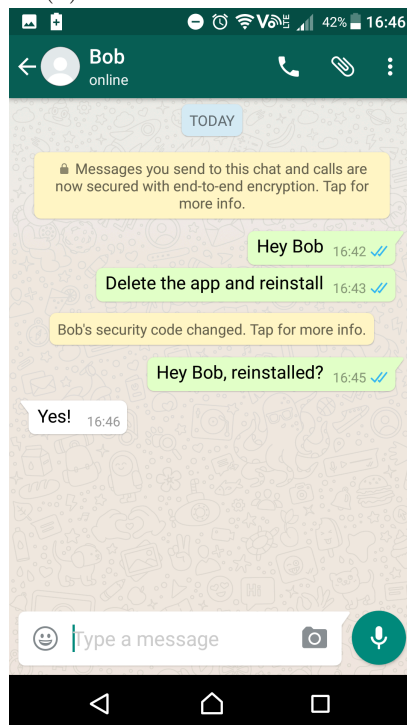 42% 16:46
Bob
online
TODAY
Messages you send to this chat and calls are
now secured with end-to-end encryption. Tap for
more info.
Hey Bob 16:42
Delete the app and reinstall 16:43
Bob's security code changed. Tap for more info.
Hey Bob, reinstalled? 16:45
Yes! 16:46
Type a message